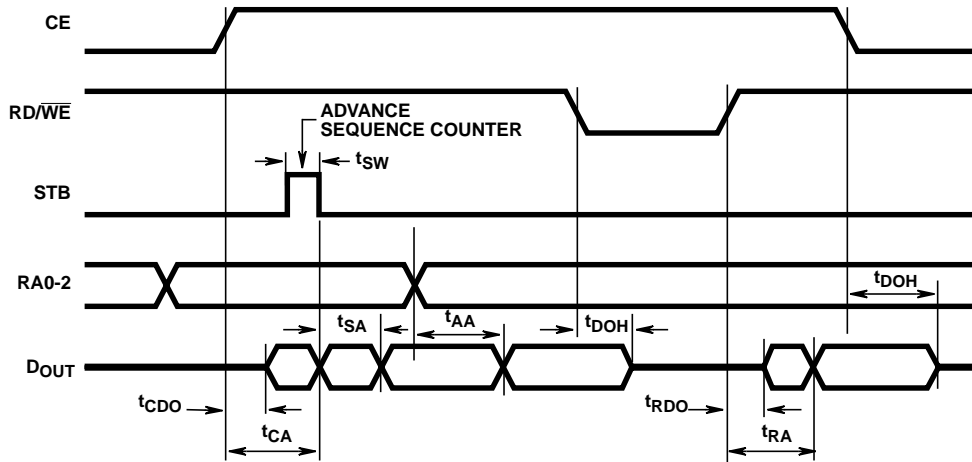 CE
RD/WE
ADVANCE
SEQUENCE COUNTER
tSW
STB
RA0-2
tDOH
tSA
tAA
tDOH
DOUT
tCDO
tRDO
tCA
tRA